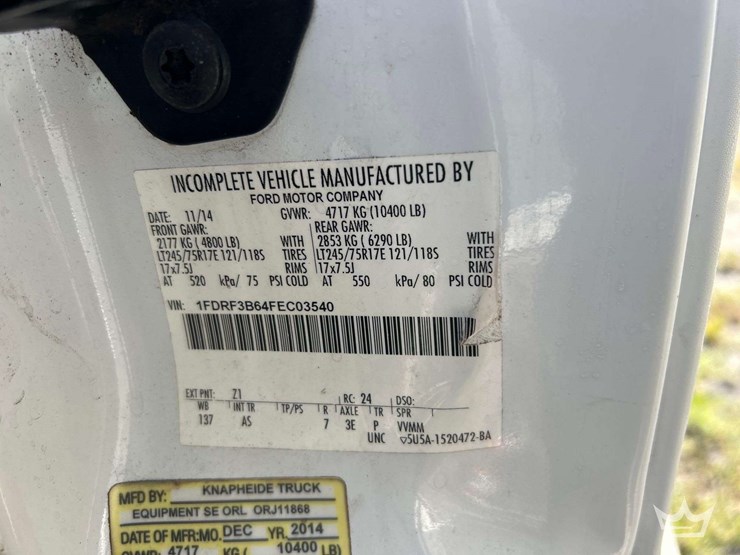 INCOMPLETE VEHICLE MANUFACTURED BY
FORD MOTOR COMPANY
DATE: 11/14 GVWR: 4717 KG (10400 LB)
FRONT GAWR: REAR GAWR:
2177 KG ( 4800 LB) WITH 2853 KG ( 6290 LB) WITH
LT245/75R17E 121/118S TIRES LT245/75R17E 121/118S TIRES
17x7.5J RIMS 17x7.5J RIMS
AT 520 kPa/ 75 PSI COLD AT 550 kPa/ 80 PSI COLD
VIN: 1FDRF3B64FEC03540
EXT PNT: Z1 RC: 24 DSO:
WB INT TR TP/PS R AXLE TR SPR
137 AS 7 3E P VVMM
UNC 5U5A-1520472-BA
MFD BY: KNAPHEIDE TRUCK
EQUIPMENT SE ORL ORJ11868
DATE OF MFR:MO. DEC YR. 2014
GVWR: 4717 KG ( 10400 LB)